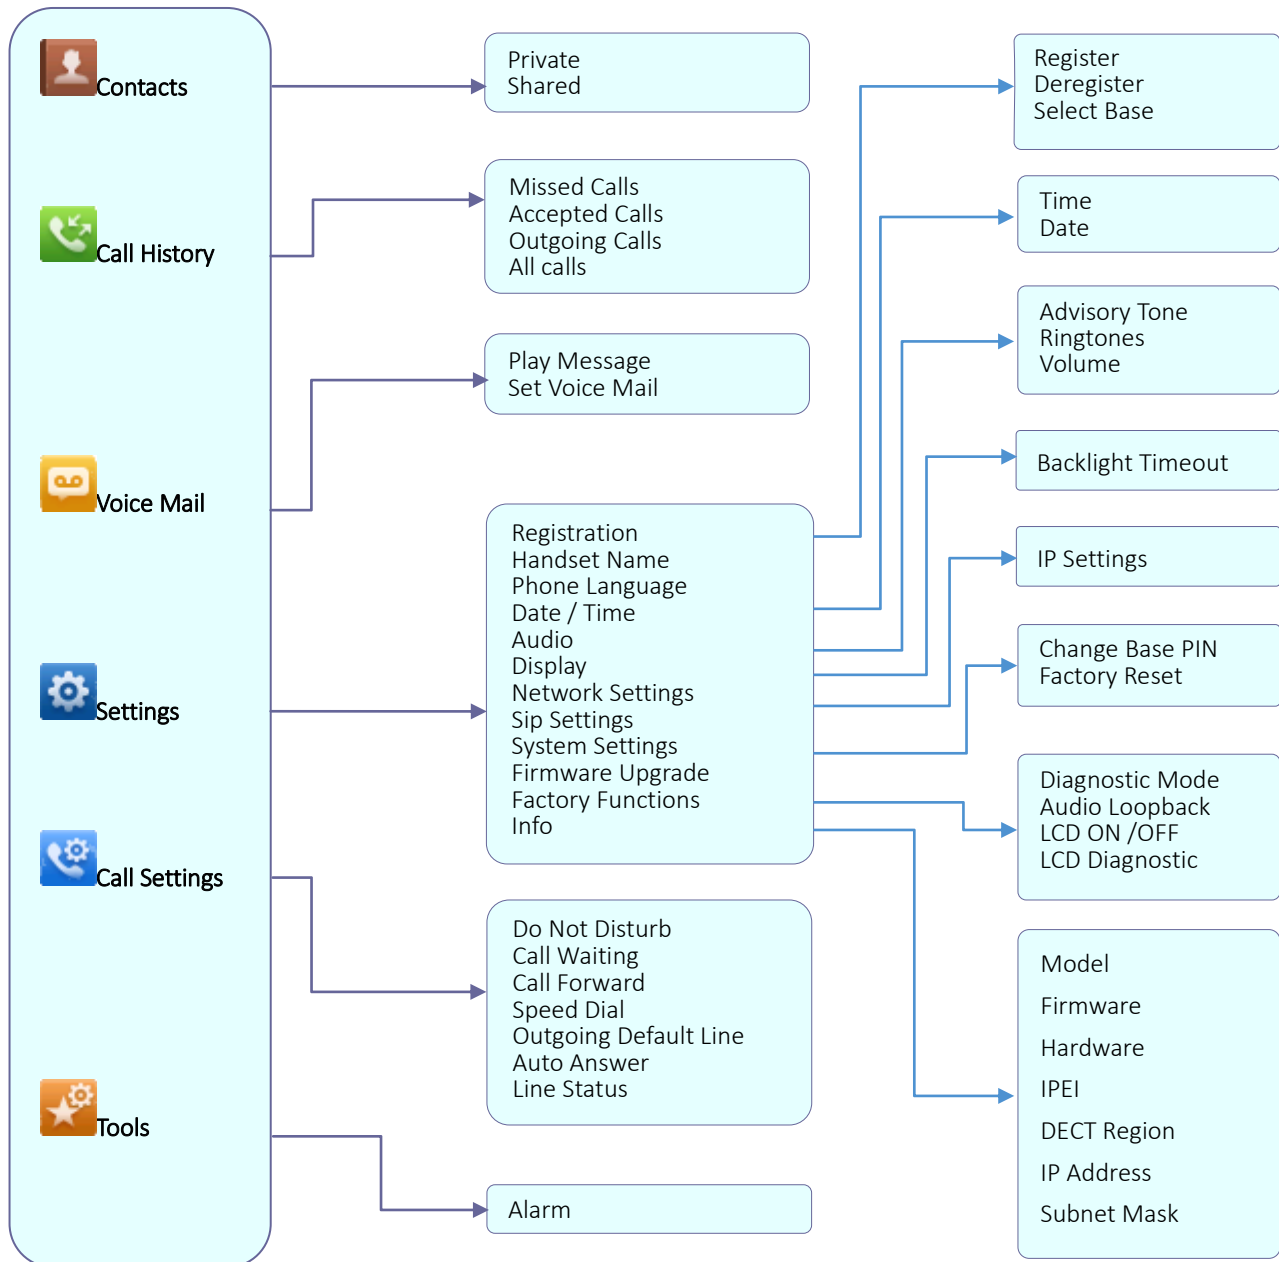 Contacts
Call History
Voice Mail
Settings
Call Settings
Tools
Private
Shared
Missed Calls
Accepted Calls
Outgoing Calls
All calls
Play Message
Set Voice Mail
Registration
Handset Name
Phone Language
Date / Time
Audio
Display
Network Settings
Sip Settings
System Settings
Firmware Upgrade
Factory Functions
Info
Do Not Disturb
Call Waiting
Call Forward
Speed Dial
Outgoing Default Line
Auto Answer
Line Status
Alarm
Register
Deregister
Select Base
Time
Date
Advisory Tone
Ringtones
Volume
Backlight Timeout
IP Settings
Change Base PIN
Factory Reset
Diagnostic Mode
Audio Loopback
LCD ON /OFF
LCD Diagnostic
Model
Firmware
Hardware
IPEI
DECT Region
IP Address
Subnet Mask